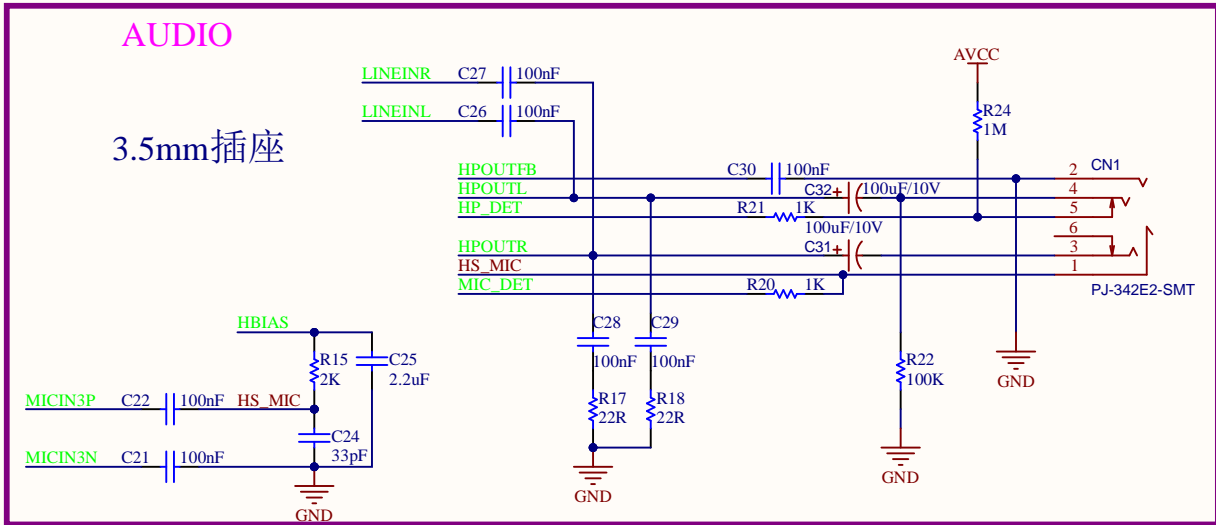 AUDIO
3.5mm插座
LINEINR C27 100nF
LINEINL C26 100nF
AVCC
R24
1M
HPOUTFB C30 100nF 2 CN1
HPOUTL C32 + 100uF/10V 4
HP_DET R21 1K 5
100uF/10V 6
HPOUTR C31 + 3
HS_MIC 1
MIC_DET R20 1K PJ-342E2-SMT
HBIAS
R15
2K
C25
2.2uF
C28
100nF
C29
100nF
R22
100K
GND
MICIN3P C22 100nF HS_MIC
R17
22R
R18
22R
C24
33pF
MICIN3N C21 100nF
GND
GND
GND